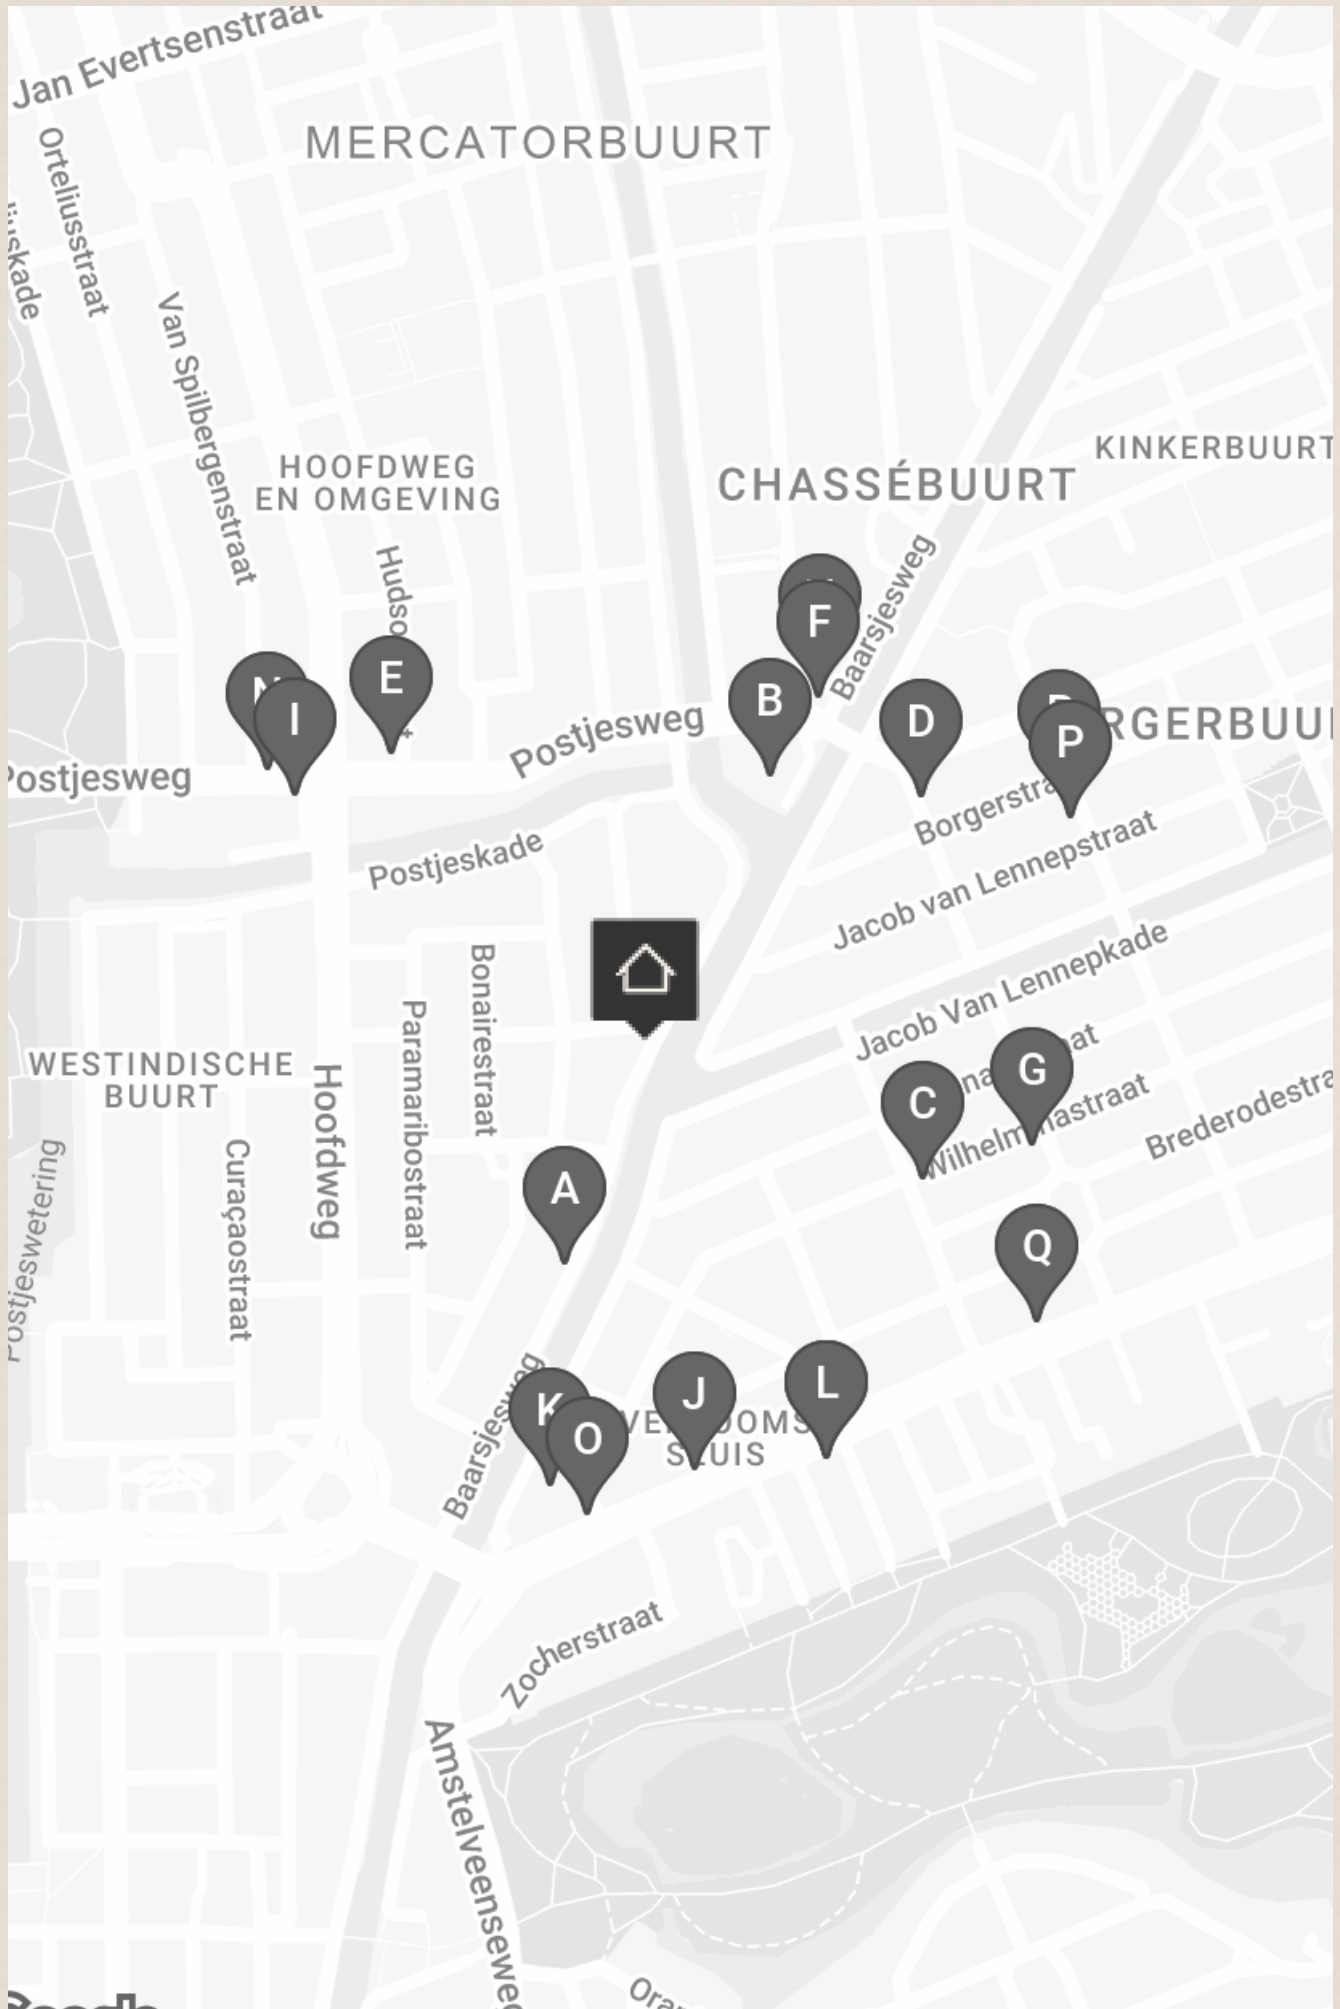 Jan Evertsenstraat
MERCATORBUURT
Orteliusstraat
Van Spilbergenstraat
KINKERBUURT
HOOFDWEG
EN OMGEVING
CHASSÉBUURT
Baarsjesweg
F
E
B
I
D
P
Postjesweg
Postjesweg
Borgerstra
Postjeskade
Jacob van Lennepstraat
Jacob Van Lennepkade
Bonairestraat
Paramaribostraat
WESTINDISCHE
BUURT
Hoofdweg
G
C
Wilhelminastraat
Brederodestra
Curaçaostraat
Postjeswetering
A
Q
Baarsjesweg
K
O
J
L
SLUIS
Zocherstraat
Amstelveenseweg